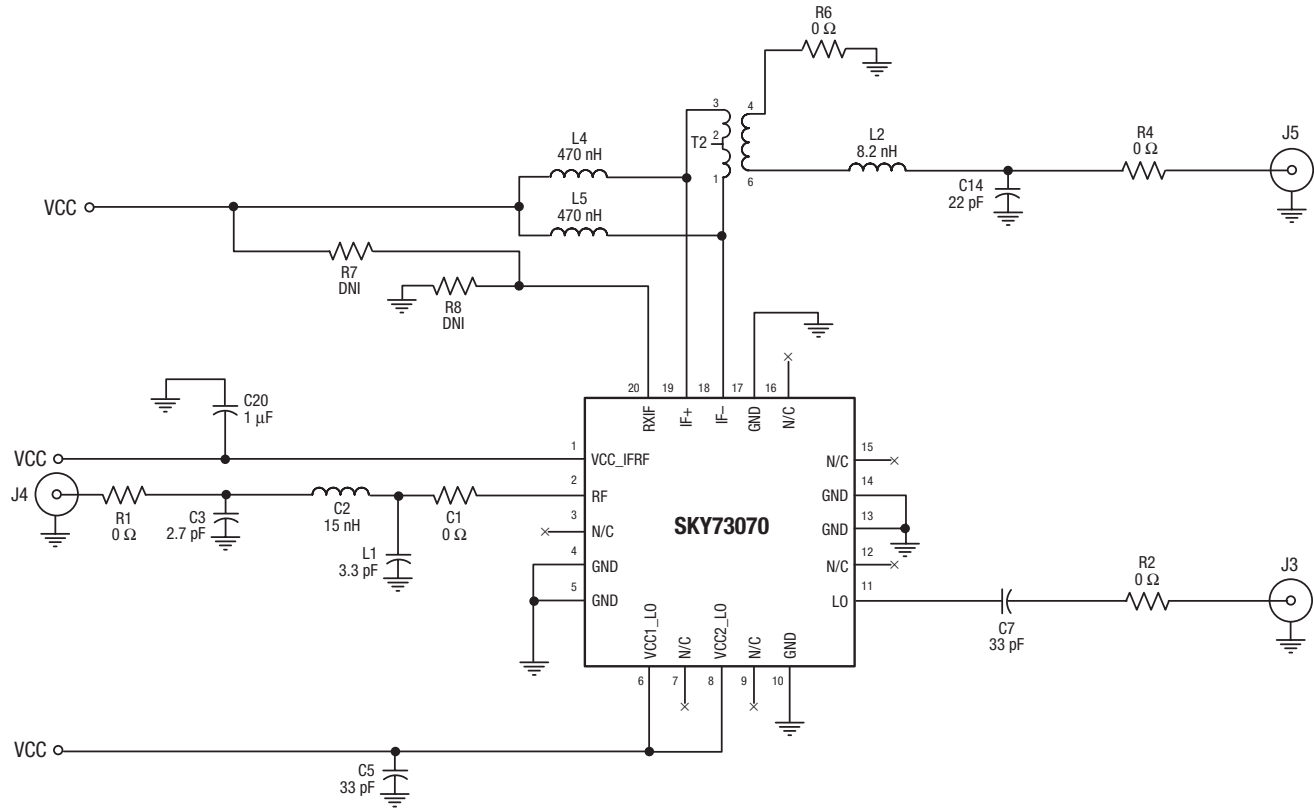 R6
0 Ω
3
4
T2
2
1
6
L4
470 nH
L2
8.2 nH
R4
0 Ω
J5
C14
22 pF
VCC
L5
470 nH
R7
DNI
R8
DNI
20
19
18
17
16
RXIF
IF+
IF–
GND
N/C
C20
1 μF
VCC
1
VCC_IFRF
J4
R1
0 Ω
C3
2.7 pF
C2
15 nH
L1
3.3 pF
C1
0 Ω
2
RF
3
N/C
4
GND
5
GND
SKY73070
15
N/C
14
GND
13
GND
12
N/C
11
LO
C7
33 pF
R2
0 Ω
J3
VCC1_LO
N/C
VCC2_LO
N/C
GND
6
7
8
9
10
VCC
C5
33 pF